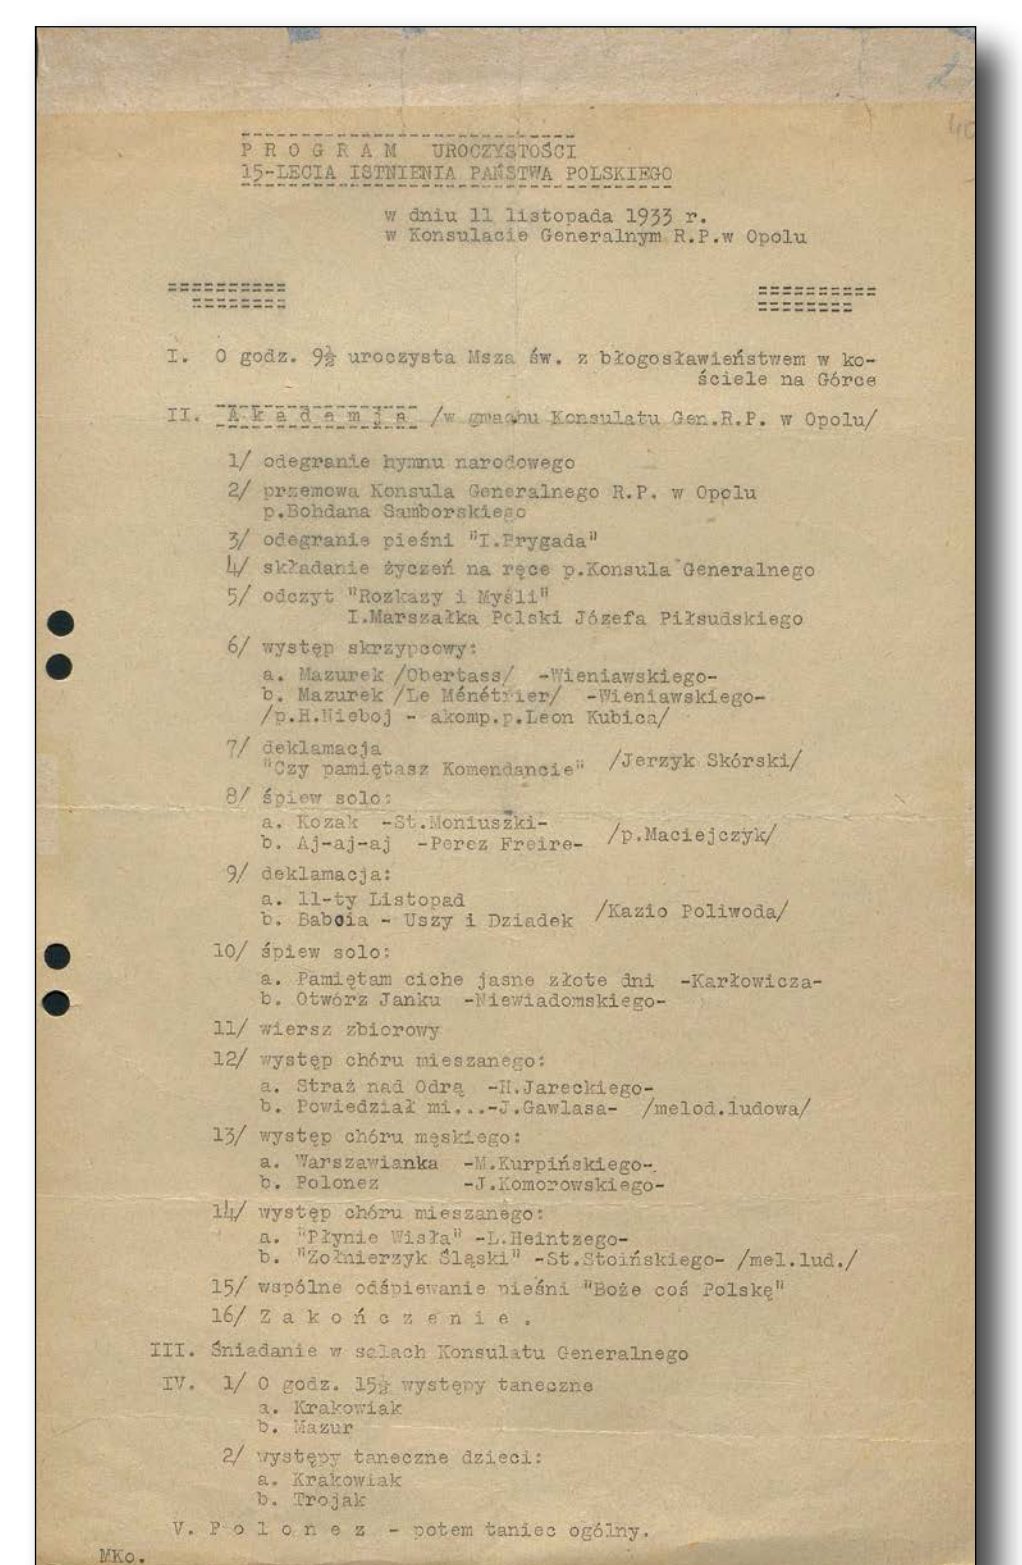 2
40
P R O G R A M UROCZYSTOŚCI
15-LECIA ISTNIENIA PAŃSTWA POLSKIEGO
w dniu 11 listopada 1933 r.
w Konsulacie Generalnym R.P.w Opolu
I. O godz. 9½ uroczysta Msza św. z błogosławieństwem w ko-
ściele na Górce
II. A k a d e m j a /w gmachu Konsulatu Gen.R.P. w Opolu/
1/ odegranie hymnu narodowego
2/ przemowa Konsula Generalnego R.P. w Opolu
p.Bohdana Samborskiego
3/ odegranie pieśni "I.Brygada"
4/ składanie życzeń na ręce p.Konsula Generalnego
5/ odczyt "Rozkazy i Myśli"
I.Marszałka Polski Józefa Piłsudskiego
6/ występ skrzypcowy:
a. Mazurek /Obertass/ -Wieniawskiego-
b. Mazurek /Le Ménétrier/ -Wieniawskiego-
/p.H.Nieboj - akomp.p.Leon Kubica/
7/ deklamacja
"Czy pamiętasz Komendancie" /Jerzyk Skórski/
8/ śpiew solo:
a. Kozak -St.Moniuszki-
b. Aj-aj-aj -Perez Freire- /p.Maciejczyk/
9/ deklamacja:
a. 11-ty Listopad
b. Babcia - Uszy i Dziadek /Kazio Poliwoda/
10/ śpiew solo:
a. Pamiętam ciche jasne złote dni -Karłowicza-
b. Otwórz Janku -Niewiadomskiego-
11/ wiersz zbiorowy
12/ występ chóru mieszanego:
a. Straż nad Odrą -H.Jareckiego-
b. Powiedział mi...-J.Gawlasa- /melod.ludowa/
13/ występ chóru męskiego:
a. Warszawianka -M.Kurpińskiego-
b. Polonez -J.Komorowskiego-
14/ występ chóru mieszanego:
a. "Płynie Wisła" -L.Heintzego-
b. "Zołnierzyk Śląski" -St.Stoińskiego- /mel.lud./
15/ wspólne odśpiewanie pieśni "Boże coś Polskę"
16/ Z a k o ń c z e n i e .
III. Śniadanie w salach Konsulatu Generalnego
IV. 1/ O godz. 15½ występy taneczne
a. Krakowiak
b. Mazur
2/ występy taneczne dzieci:
a. Krakowiak
b. Trojak
V. P o l o n e z - potem taniec ogólny.
MKo.